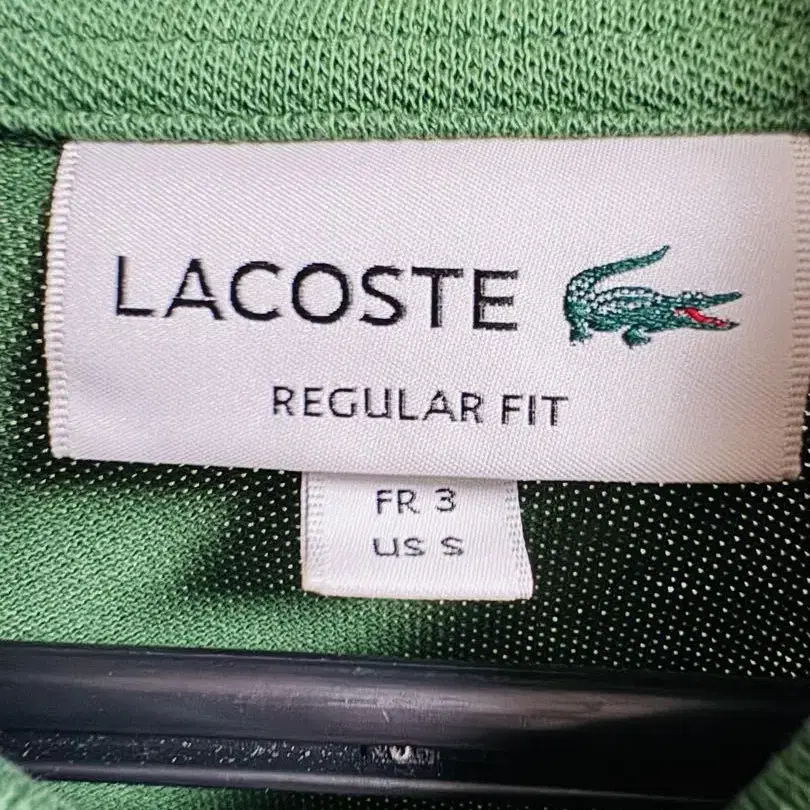 LACOSTE
REGULAR FIT
FR 3
US S